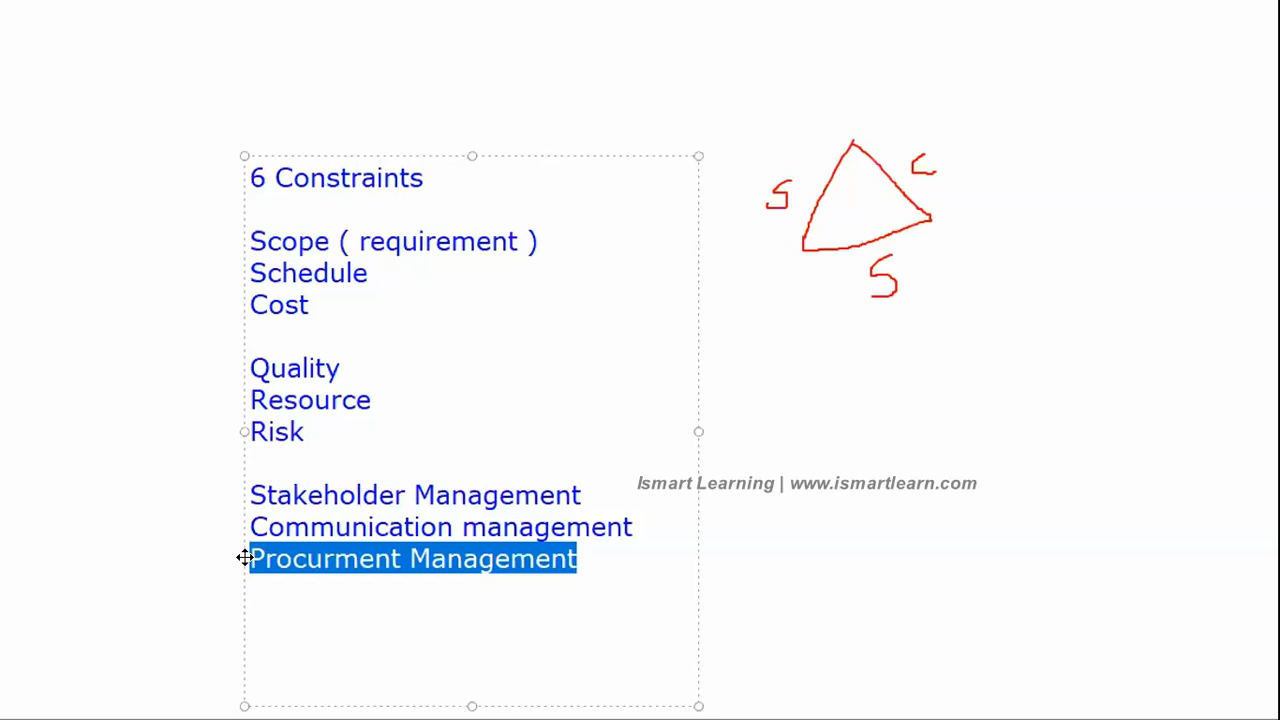 6 Constraints
Scope ( requirement )
Schedule
Cost
Quality
Resource
Risk
Stakeholder Management
Communication management
Procurment Management
S
C
S
Ismart Learning | www.ismartlearn.com